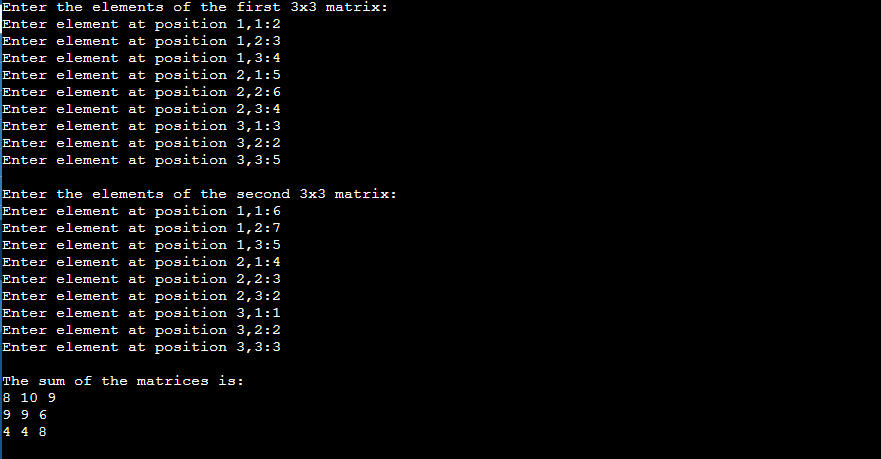 Enter the elements of the first 3x3 matrix:
Enter element at position 1,1:2
Enter element at position 1,2:3
Enter element at position 1,3:4
Enter element at position 2,1:5
Enter element at position 2,2:6
Enter element at position 2,3:4
Enter element at position 3,1:3
Enter element at position 3,2:2
Enter element at position 3,3:5
Enter the elements of the second 3x3 matrix:
Enter element at position 1,1:6
Enter element at position 1,2:7
Enter element at position 1,3:5
Enter element at position 2,1:4
Enter element at position 2,2:3
Enter element at position 2,3:2
Enter element at position 3,1:1
Enter element at position 3,2:2
Enter element at position 3,3:3
The sum of the matrices is:
8 10 9
9 9 6
4 4 8